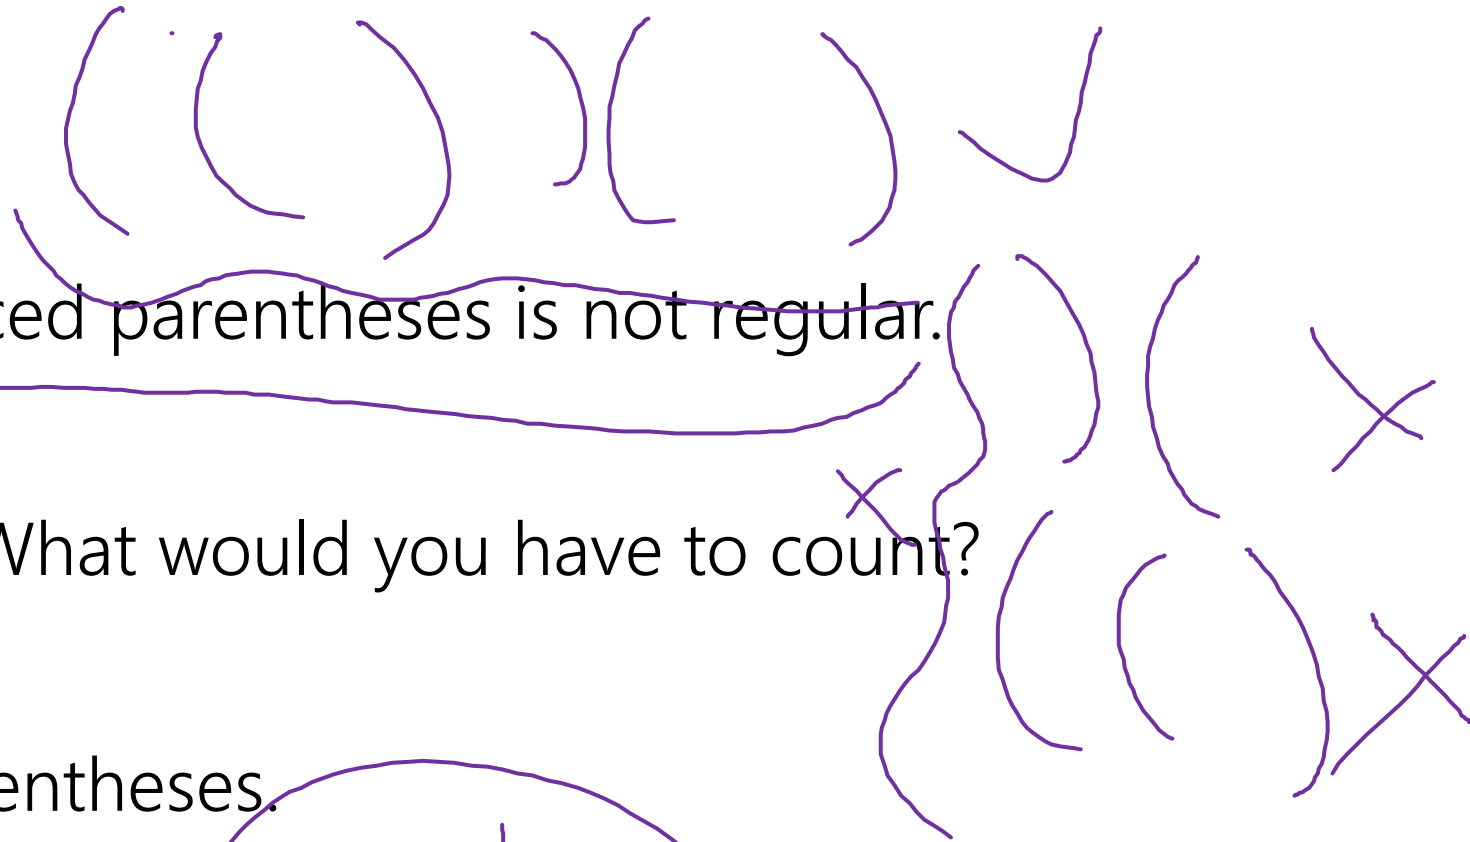 (())() ✓
ced parentheses is not regular.
)( ✗
What would you have to count?
(() ✗
entheses.